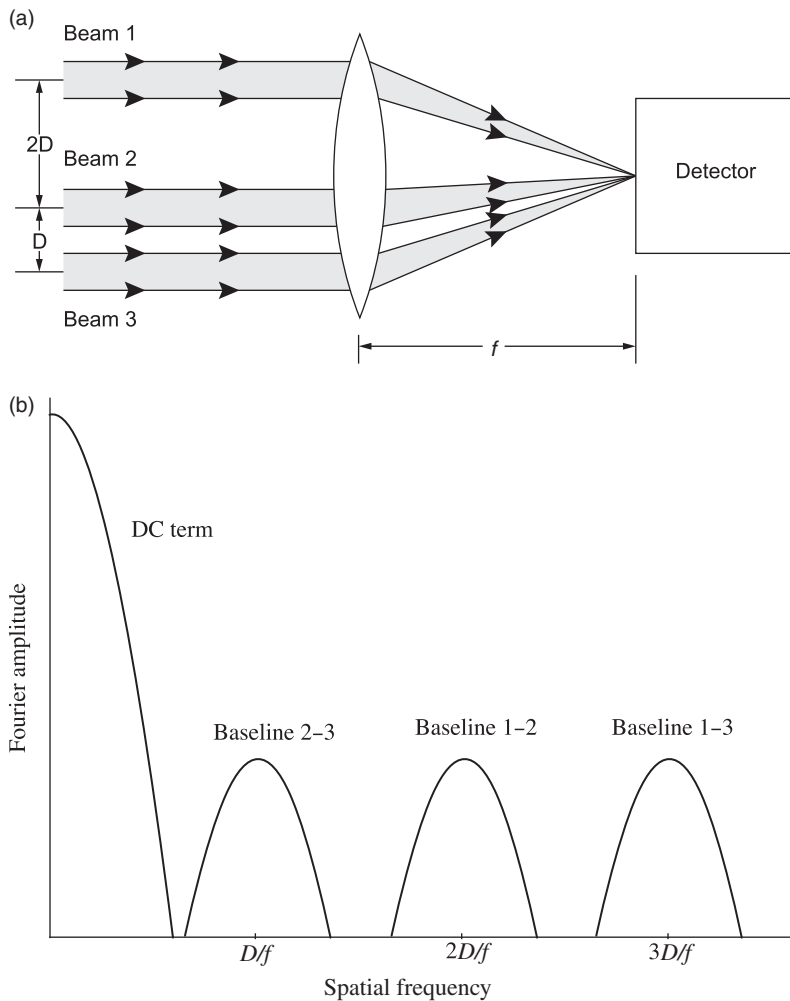 (a)
Beam 1
2D
Beam 2
D
Beam 3
Detector
f
(b)
DC term
Baseline 2–3
Baseline 1–2
Baseline 1–3
Fourier amplitude
D/f
2D/f
3D/f
Spatial frequency